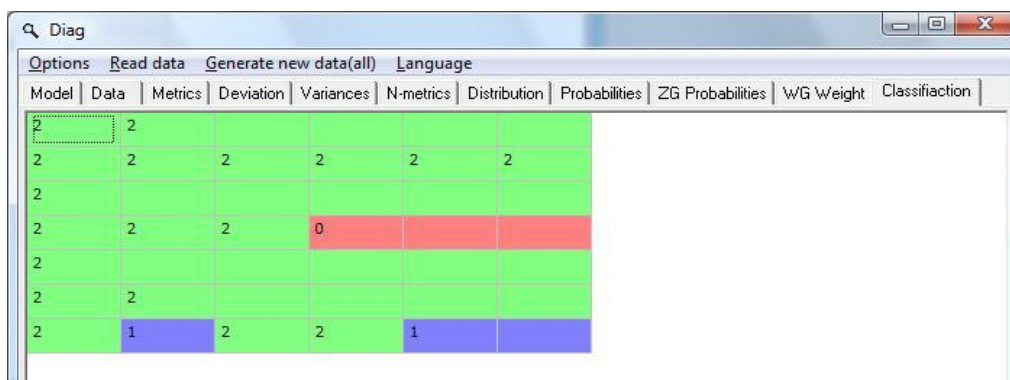 Diag
Options Read data Generate new data(all) Language
Model Data Metrics Deviation Variances N-metrics Distribution Probabilities ZG Probabilities WG Weight Classifiaction
2 2
2 2 2 2 2 2
2
2 2 2 0
2
2 2
2 1 2 2 1